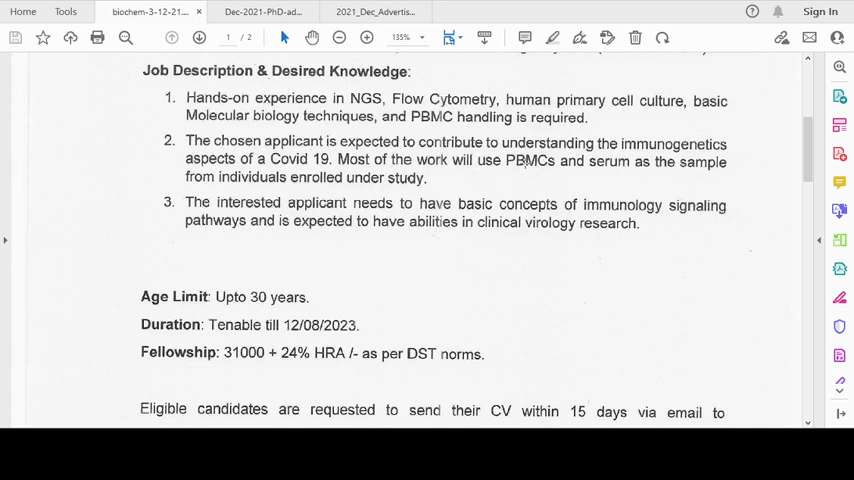 Home Tools biochem-3-12-21.... × Dec-2021-PhD-ad... 2021_Dec_Advertis... Sign In
1 / 2 135%
Job Description & Desired Knowledge:
1. Hands-on experience in NGS, Flow Cytometry, human primary cell culture, basic
Molecular biology techniques, and PBMC handling is required.
2. The chosen applicant is expected to contribute to understanding the immunogenetics
aspects of a Covid 19. Most of the work will use PBMCs and serum as the sample
from individuals enrolled under study.
3. The interested applicant needs to have basic concepts of immunology signaling
pathways and is expected to have abilities in clinical virology research.
Age Limit: Upto 30 years.
Duration: Tenable till 12/08/2023.
Fellowship: 31000 + 24% HRA /- as per DST norms.
Eligible candidates are requested to send their CV within 15 days via email to